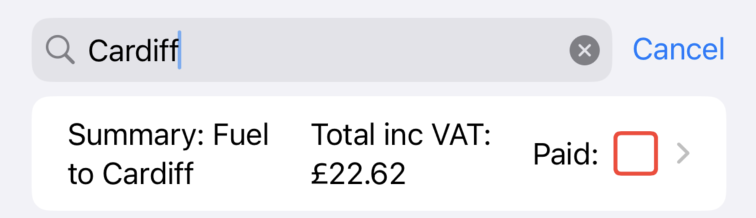 Cardiff
Cancel
Summary: Fuel
to Cardiff
Total inc VAT:
£22.62
Paid: